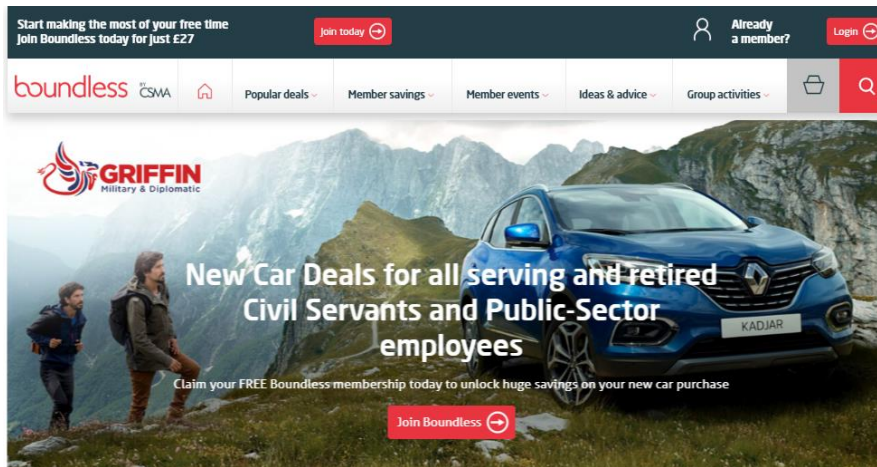 Start making the most of your free time
Join Boundless today for just £27
Join today
Already
a member?
Login
boundless BY CSMA
Popular deals
Member savings
Member events
Ideas & advice
Group activities
GRIFFIN
Military & Diplomatic
New Car Deals for all serving and retired
Civil Servants and Public-Sector
employees
KADJAR
Claim your FREE Boundless membership today to unlock huge savings on your new car purchase
Join Boundless